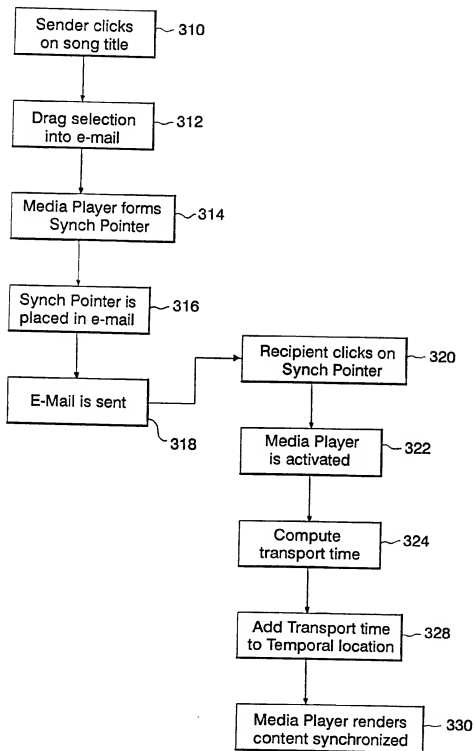 Sender clicks
on song title
310
Drag selection
into e-mail
312
Media Player forms
Synch Pointer
314
Synch Pointer is
placed in e-mail
316
E-Mail is sent
318
Recipient clicks on
Synch Pointer
320
Media Player
is activated
322
Compute
transport time
324
Add Transport time
to Temporal location
328
Media Player renders
content synchronized
330